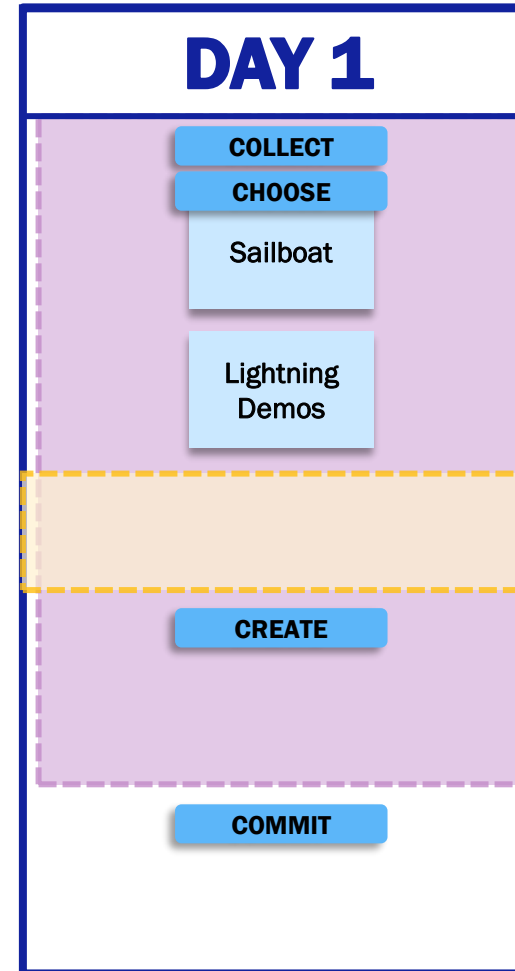 DAY 1
COLLECT
CHOOSE
Sailboat
Lightning
Demos
CREATE
COMMIT